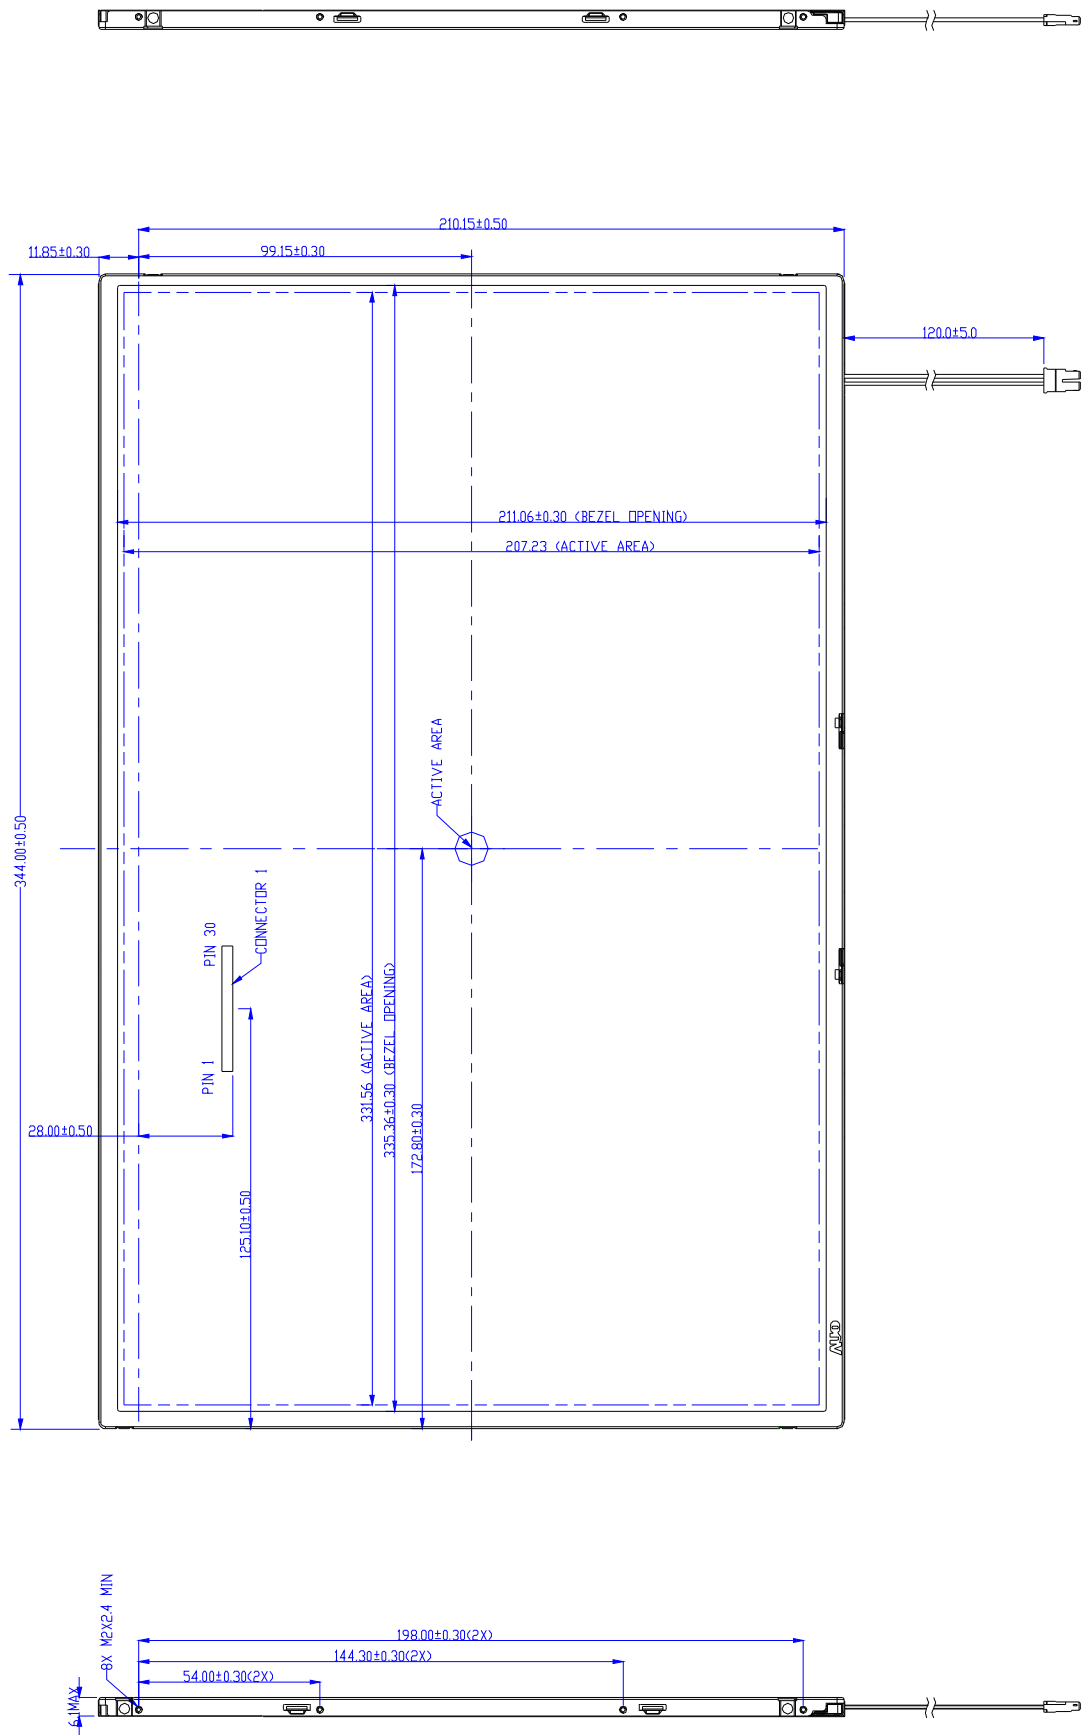 210.15±0.50
11.85±0.30
99.15±0.30
120.0±5.0
211.06±0.30 (BEZEL OPENING)
207.23 (ACTIVE AREA)
ACTIVE AREA
344.00±0.50
CONNECTOR 1
PIN 30
PIN 1
331.56 (ACTIVE AREA)
335.36±0.30 (BEZEL OPENING)
172.80±0.30
28.00±0.50
125.10±0.50
AUO
8X M2X2.4 MIN
198.00±0.30(2X)
144.30±0.30(2X)
54.00±0.30(2X)
6.1MAX